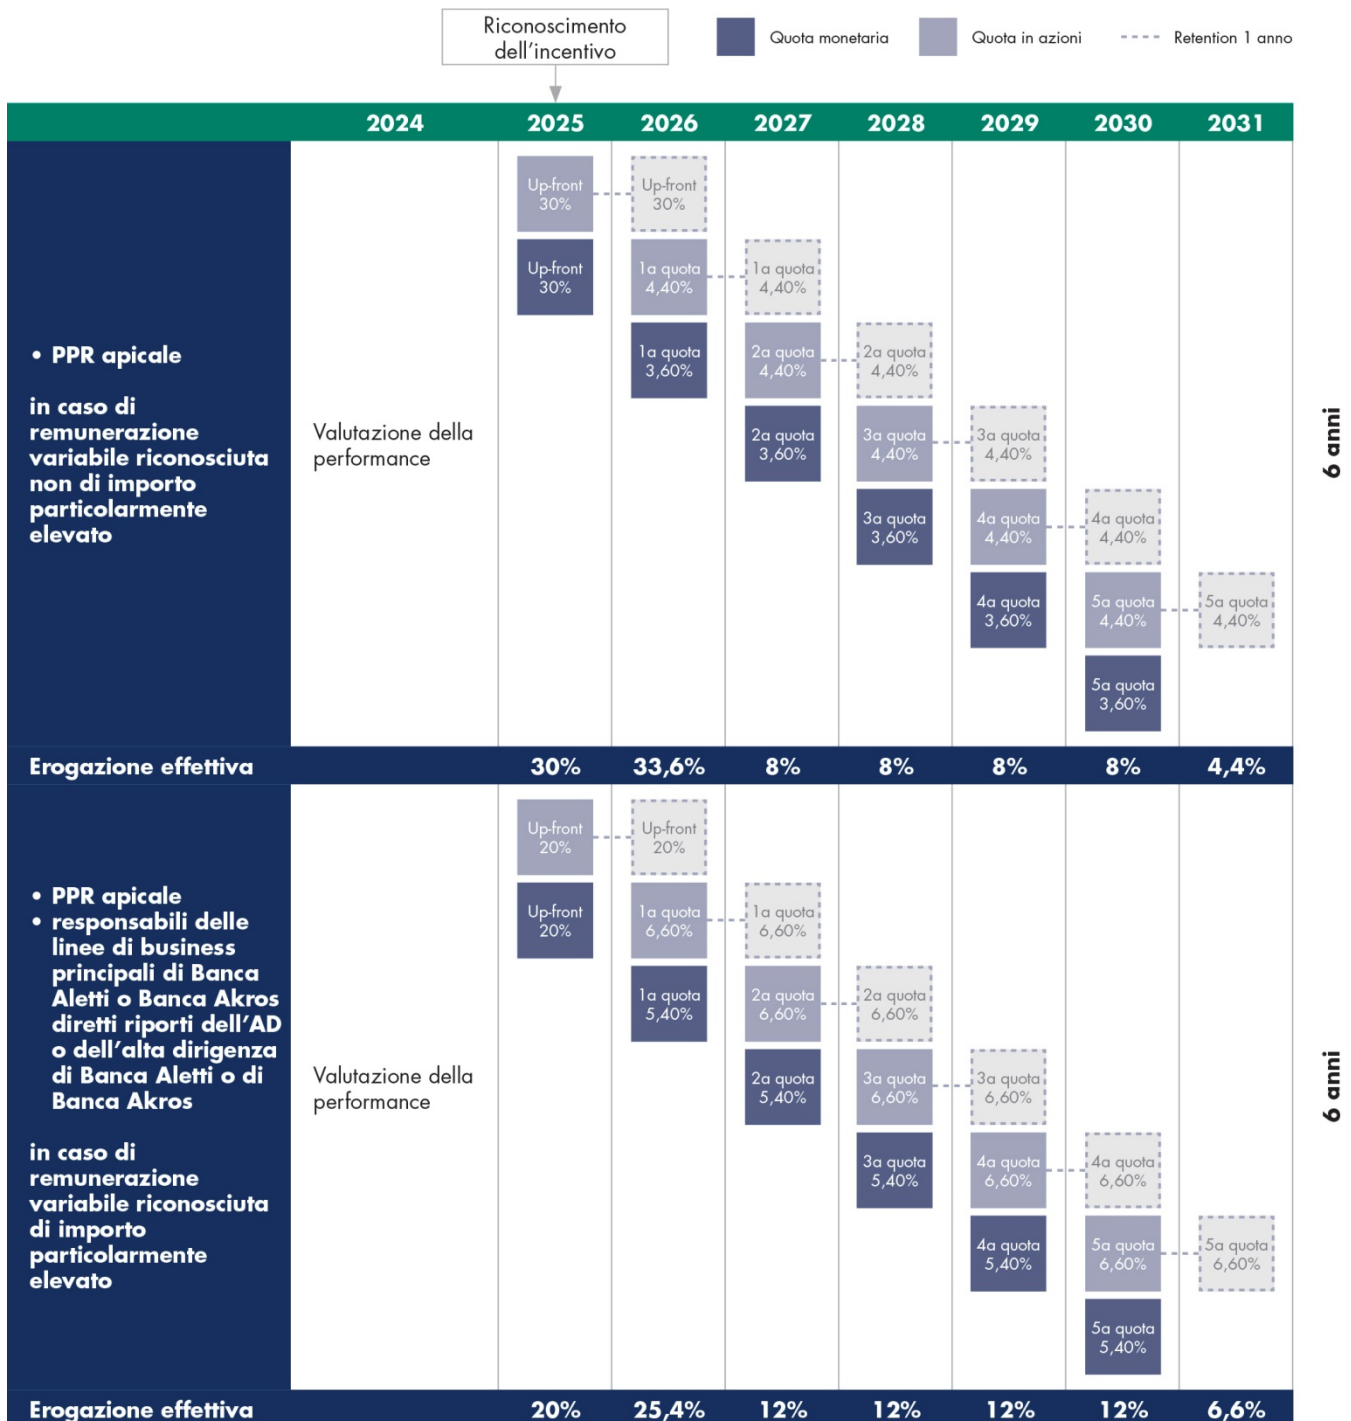 Riconoscimento
dell'incentivo
Quota monetaria
Quota in azioni
Retention 1 anno
2024 2025 2026 2027 2028 2029 2030 2031
• PPR apicale
in caso di
remunerazione
variabile riconosciuta
non di importo
particolarmente
elevato
Valutazione della
performance
Up-front
30%
Up-front
30%
Up-front
30%
1a quota
4,40%
1a quota
4,40%
1a quota
3,60%
2a quota
4,40%
2a quota
4,40%
2a quota
3,60%
3a quota
4,40%
3a quota
4,40%
3a quota
3,60%
4a quota
4,40%
4a quota
4,40%
4a quota
3,60%
5a quota
4,40%
5a quota
4,40%
5a quota
3,60%
6 anni
Erogazione effettiva 30% 33,6% 8% 8% 8% 8% 4,4%
• PPR apicale
• responsabili delle
linee di business
principali di Banca
Aletti o Banca Akros
diretti riporti dell'AD
o dell'alta dirigenza
di Banca Aletti o di
Banca Akros
in caso di
remunerazione
variabile riconosciuta
di importo
particolarmente
elevato
Valutazione della
performance
Up-front
20%
Up-front
20%
Up-front
20%
1a quota
6,60%
1a quota
6,60%
1a quota
5,40%
2a quota
6,60%
2a quota
6,60%
2a quota
5,40%
3a quota
6,60%
3a quota
6,60%
3a quota
5,40%
4a quota
6,60%
4a quota
6,60%
4a quota
5,40%
5a quota
6,60%
5a quota
6,60%
5a quota
5,40%
6 anni
Erogazione effettiva 20% 25,4% 12% 12% 12% 12% 6,6%